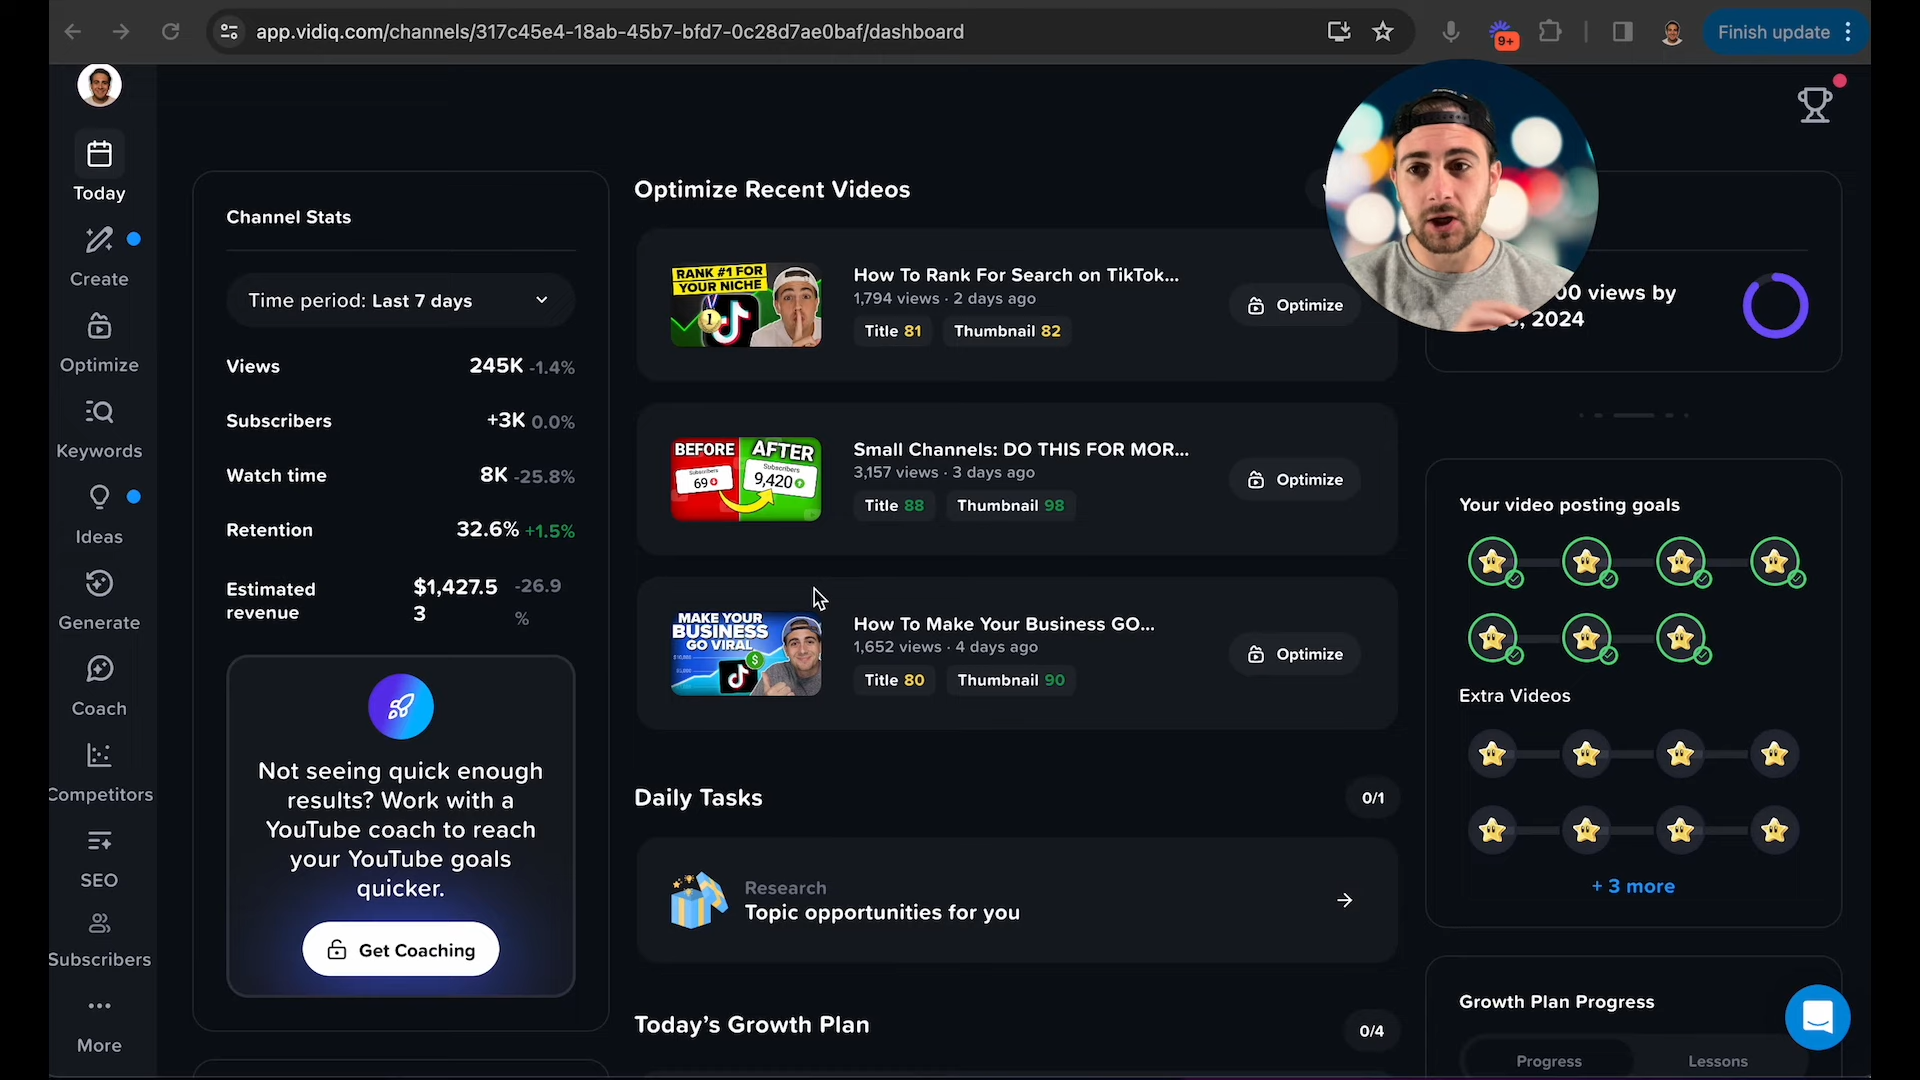 app.vidiq.com/channels/317c45e4-18ab-45b7-bfd7-0c28d7ae0baf/dashboard
9+
Finish update
Today
Create
Optimize
Keywords
Ideas
Generate
Coach
Competitors
SEO
Subscribers
More
Channel Stats
Time period: Last 7 days
Views 245K -1.4%
Subscribers +3K 0.0%
Watch time 8K -25.8%
Retention 32.6% +1.5%
Estimated revenue
$1,427.5
3
-26.9
%
Not seeing quick enough
results? Work with a
YouTube coach to reach
your YouTube goals
quicker.
Get Coaching
Optimize Recent Videos
RANK #1 FOR
YOUR NICHE
1
How To Rank For Search on TikTok...
1,794 views · 2 days ago
Title 81 Thumbnail 82
Optimize
BEFORE AFTER
Subscribers
69
Subscribers
9,420
Small Channels: DO THIS FOR MOR...
3,157 views · 3 days ago
Title 88 Thumbnail 98
Optimize
MAKE YOUR
BUSINESS
GO VIRAL
$
How To Make Your Business GO...
1,652 views · 4 days ago
Title 80 Thumbnail 90
Optimize
Daily Tasks 0/1
Research
Topic opportunities for you
Today's Growth Plan 0/4
00 views by
2024
Your video posting goals
Extra Videos
+ 3 more
Growth Plan Progress
Progress Lessons